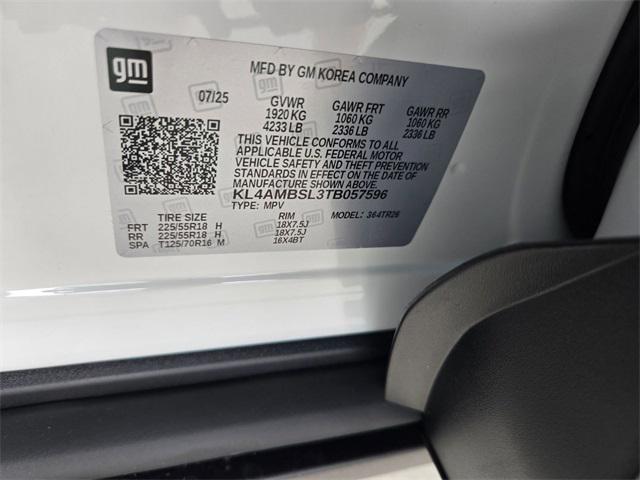 gm
MFD BY GM KOREA COMPANY
07/25 GVWR GAWR FRT GAWR RR
1920 KG 1060 KG 1060 KG
4233 LB 2336 LB 2336 LB
THIS VEHICLE CONFORMS TO ALL
APPLICABLE U.S. FEDERAL MOTOR
VEHICLE SAFETY AND THEFT PREVENTION
STANDARDS IN EFFECT ON THE DATE OF
MANUFACTURE SHOWN ABOVE.
KL4AMBSL3TB057596
TYPE: MPV MODEL: 364TR26
TIRE SIZE RIM
FRT 225/55R18 H 18X7.5J
RR 225/55R18 H 18X7.5J
SPA T125/70R16 M 16X4BT